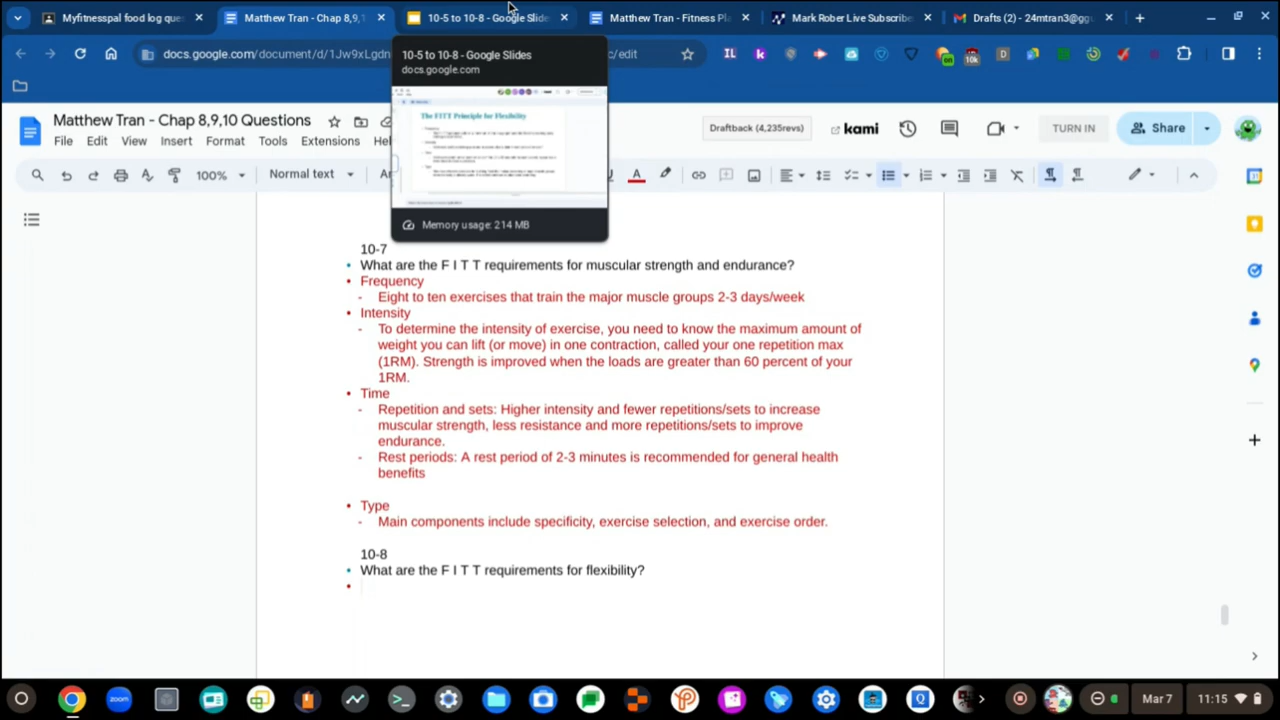 Myfitnesspal food log ques
Matthew Tran - Chap 8,9,1
10-5 to 10-8 - Google Slide
Matthew Tran - Fitness Pl
Mark Rober Live Subscribe
Drafts (2) - 24mtran3@gg
docs.google.com/document/d/1Jw9xLgdn
c/edit
10-5 to 10-8 - Google Slides
docs.google.com
The FITT Principle for Flexibility
Memory usage: 214 MB
Matthew Tran - Chap 8,9,10 Questions
File Edit View Insert Format Tools Extensions Hel
Draftback (4,235revs)
kami
TURN IN
Share
100%
Normal text
Ar
10-7
• What are the F I T T requirements for muscular strength and endurance?
• Frequency
- Eight to ten exercises that train the major muscle groups 2-3 days/week
• Intensity
- To determine the intensity of exercise, you need to know the maximum amount of
weight you can lift (or move) in one contraction, called your one repetition max
(1RM). Strength is improved when the loads are greater than 60 percent of your
1RM.
• Time
- Repetition and sets: Higher intensity and fewer repetitions/sets to increase
muscular strength, less resistance and more repetitions/sets to improve
endurance.
- Rest periods: A rest period of 2-3 minutes is recommended for general health
benefits
• Type
- Main components include specificity, exercise selection, and exercise order.
10-8
• What are the F I T T requirements for flexibility?
zoom
Mar 7
11:15